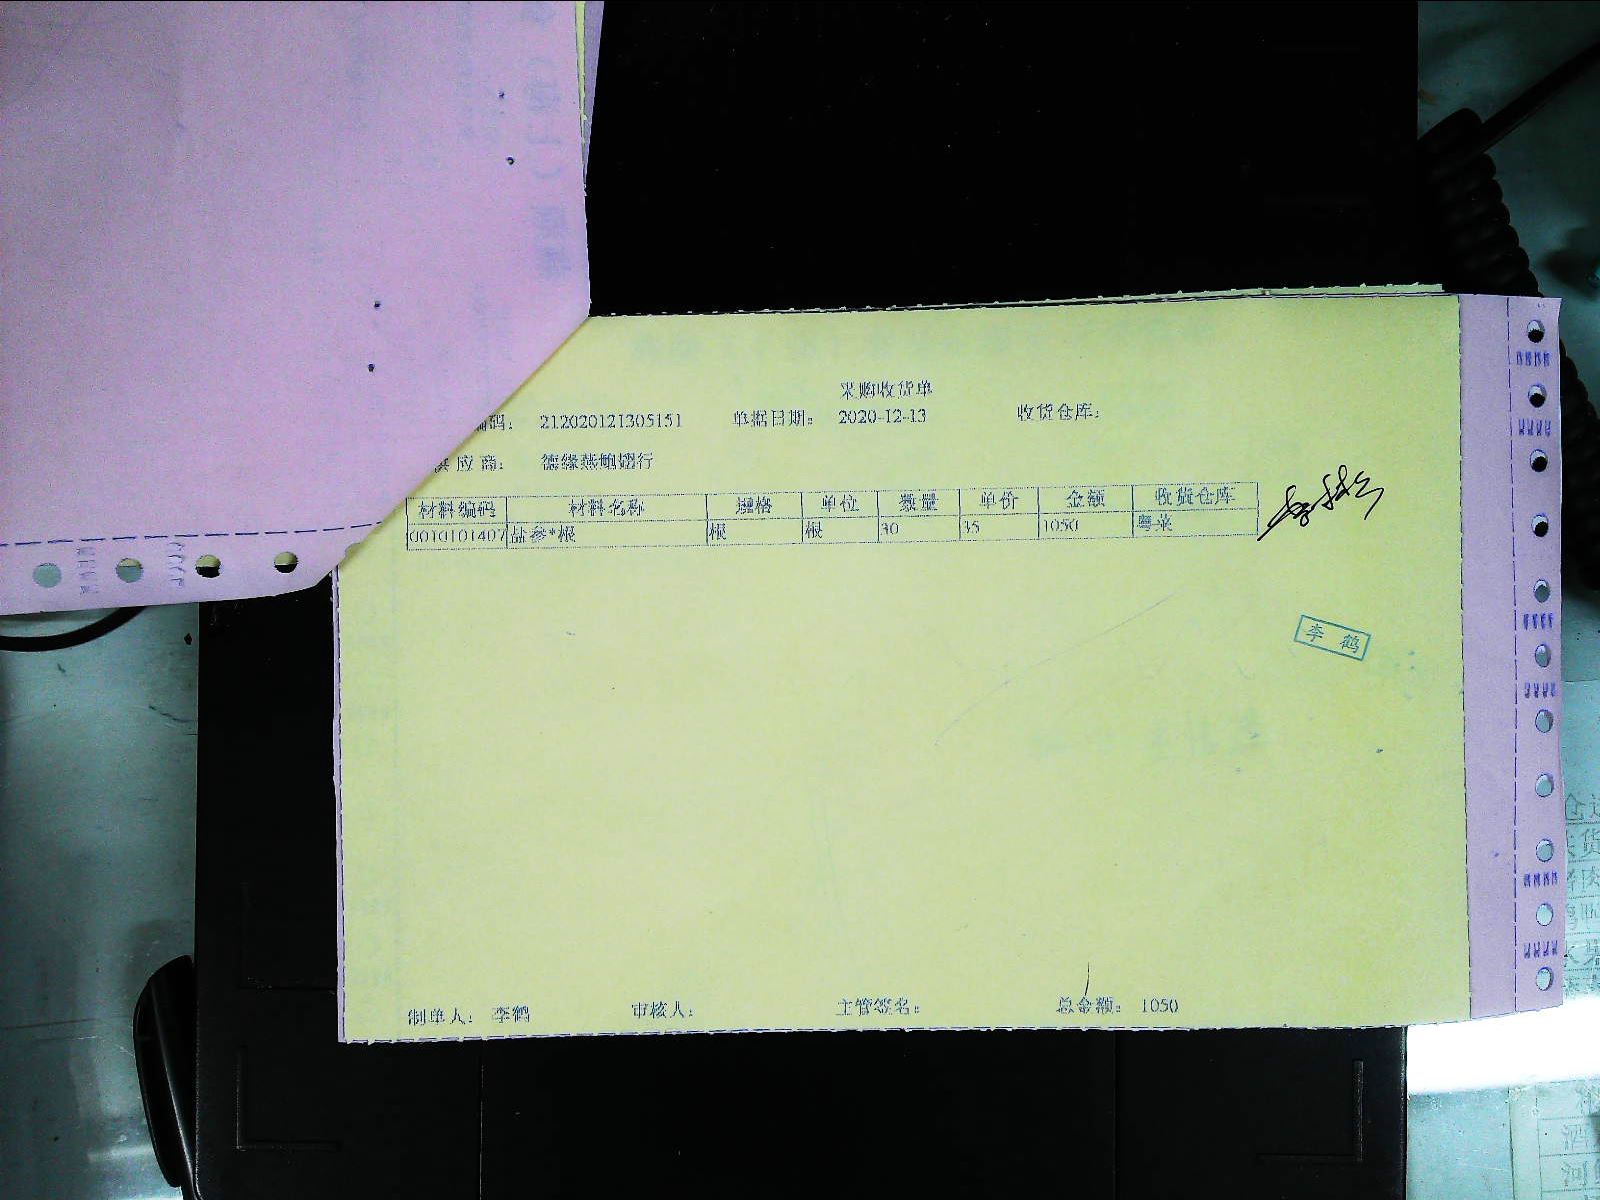 采购收货单
编码： 212020121305151 单据日期： 2020-12-13 收货仓库：
供应商： 德缘燕鲍翅行
材料编码 材料名称 规格 单位 数量 单价 金额 收货仓库
0010101407 品参*根 根 根 30 35 1050 粤菜
李鹤
制单人： 李鹤 审核人： 主管签名： 总金额： 1050